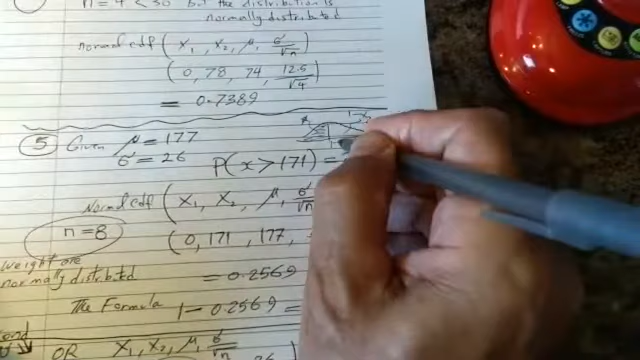 n = 4 < 30 but the distribution is
normally distributed
normalcdf ( X₁, X₂, μ, σ/√n )
( 0, 78, 74, 12.5/√4 )
= 0.7389
5 Given μ = 177
σ = 26
P( x > 171 ) =
Normalcdf ( X₁, X₂, μ, σ/√n
n = 8
( 0, 171, 177,
Weight are
normally distributed
= 0.2569
The Formula 1 - 0.2569 =
OR X₁, X₂, μ, σ/√n